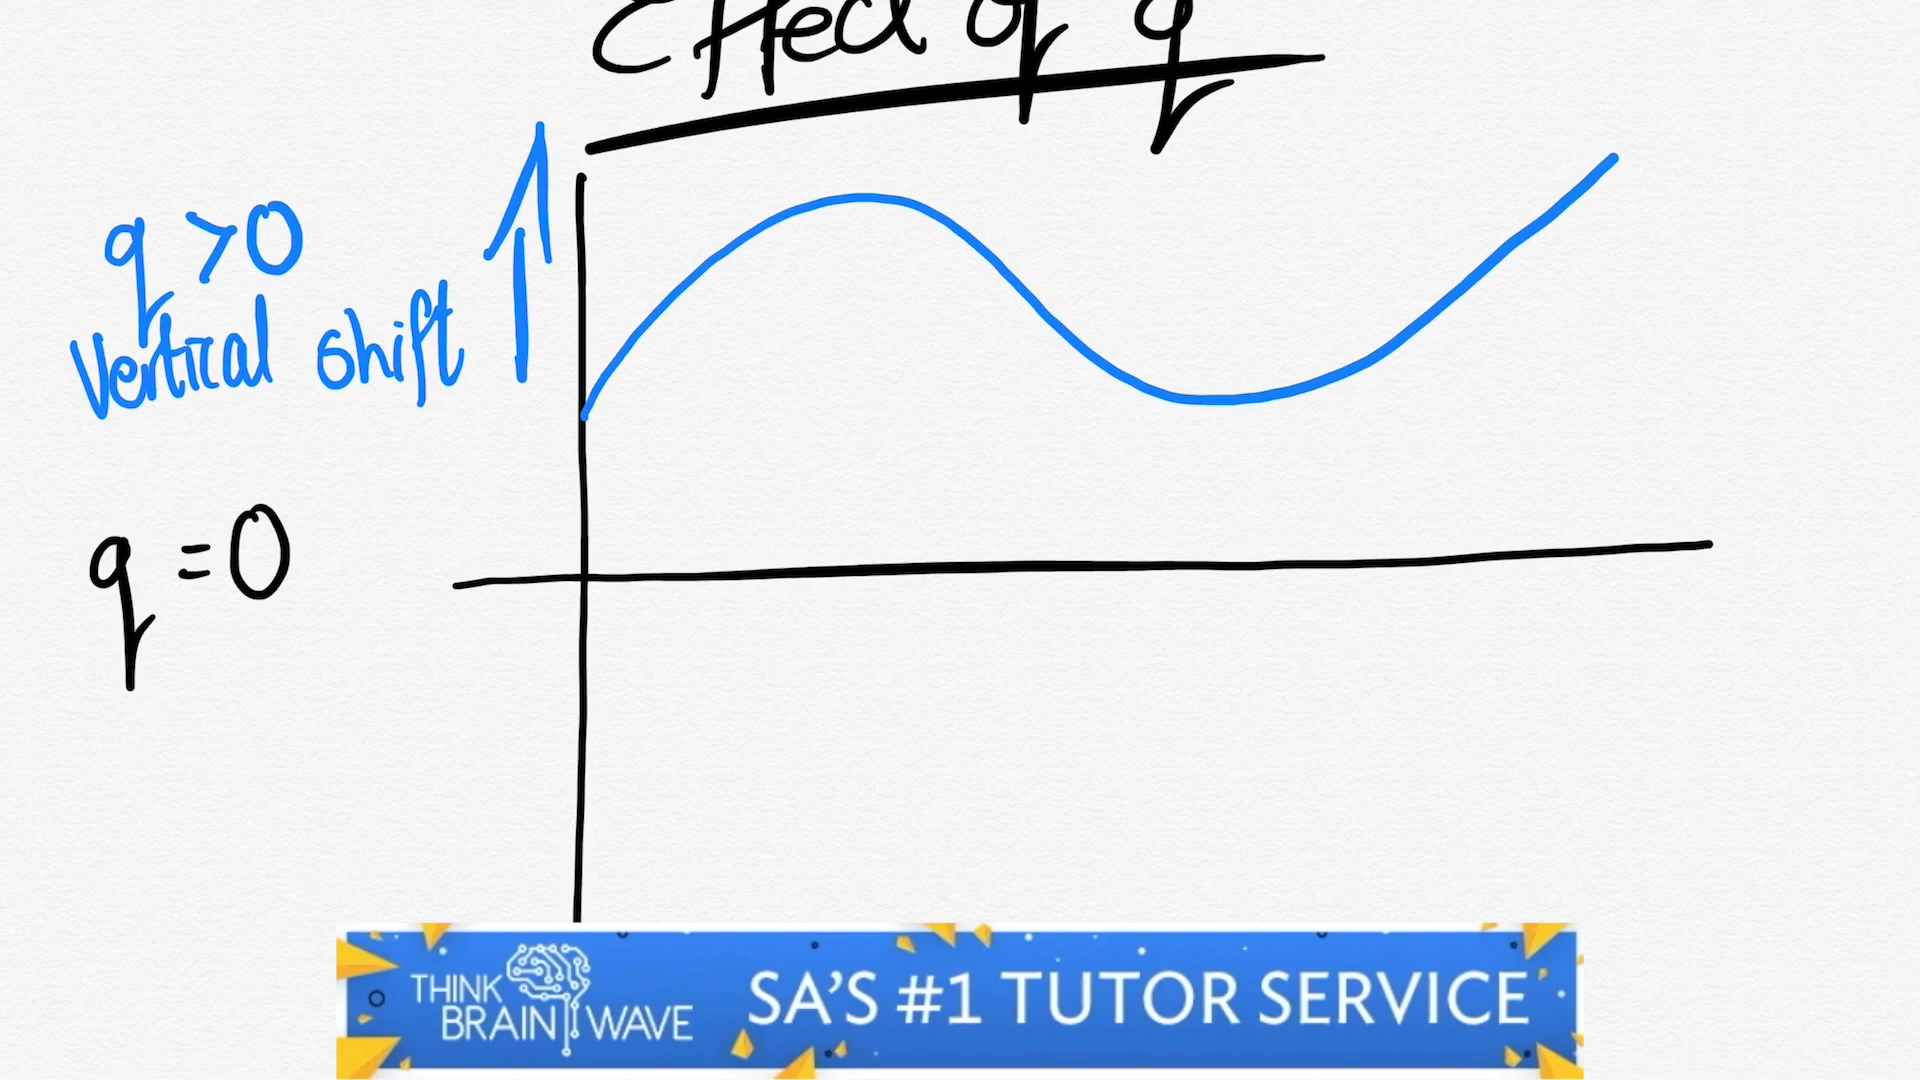 Effect of q
q >0
Vertical shift
q =0
THINK
BRAIN WAVE
SA'S #1 TUTOR SERVICE